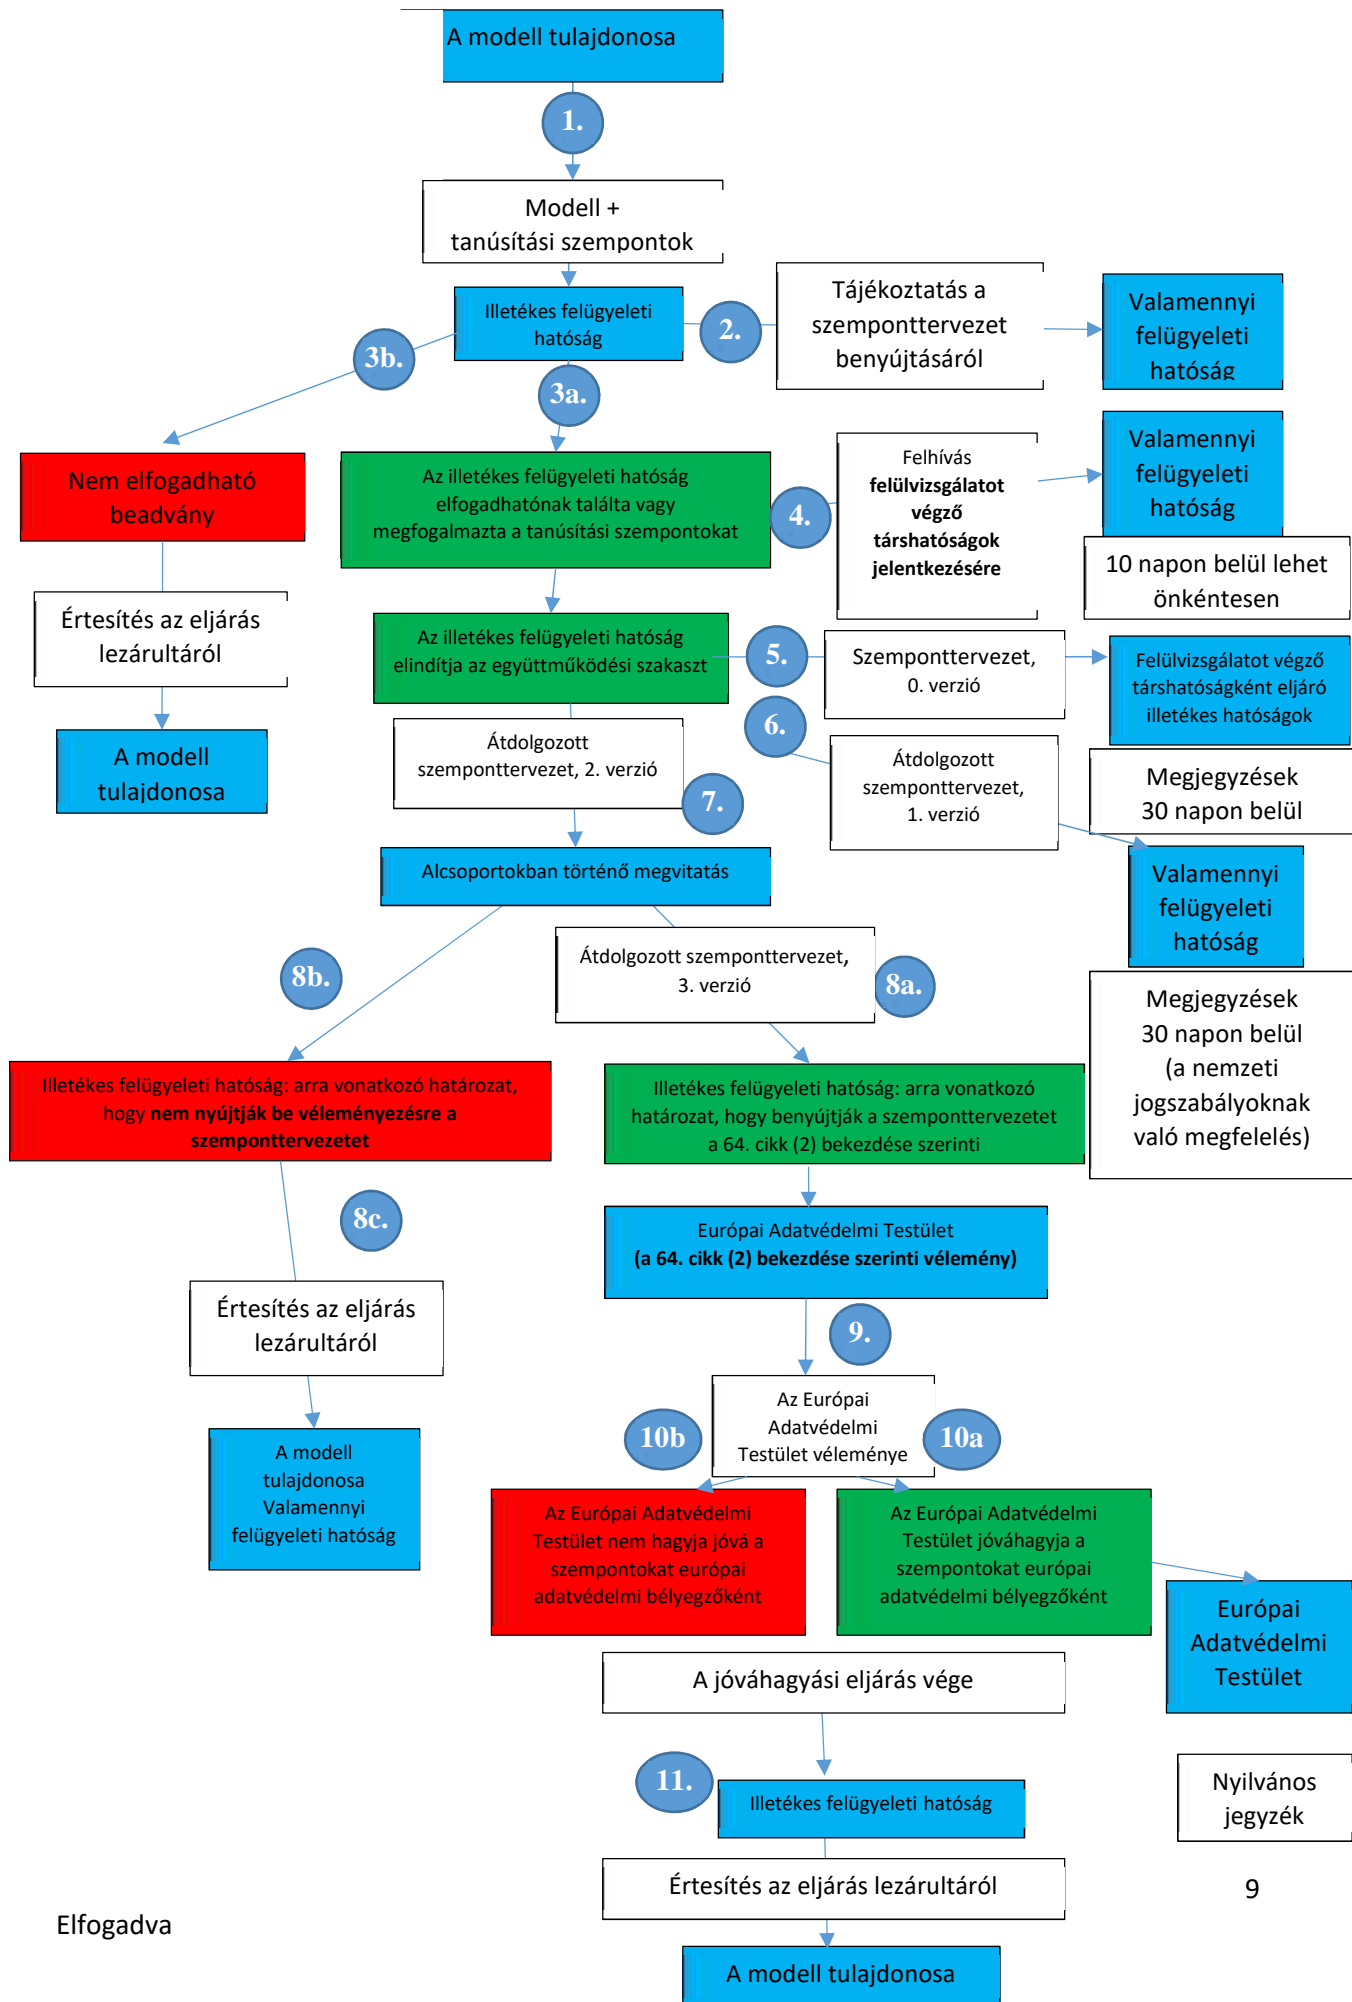 A modell tulajdonosa
1.
Modell +
tanúsítási szempontok
Illetékes felügyeleti
hatóság
2.
Tájékoztatás a
szemponttervezet
benyújtásáról
Valamennyi
felügyeleti
hatóság
3b.
3a.
Nem elfogadható
beadvány
Az illetékes felügyeleti hatóság
elfogadhatónak találta vagy
megfogalmazta a tanúsítási szempontokat
4.
Felhívás
felülvizsgálatot
végző
társhatóságok
jelentkezésére
Valamennyi
felügyeleti
hatóság
10 napon belül lehet
önkéntesen
Értesítés az eljárás
lezárultáról
A modell
tulajdonosa
Az illetékes felügyeleti hatóság
elindítja az együttműködési szakaszt
5.
Szemponttervezet,
0. verzió
Felülvizsgálatot végző
társhatóságként eljáró
illetékes hatóságok
6.
Átdolgozott
szemponttervezet,
1. verzió
Megjegyzések
30 napon belül
Átdolgozott
szemponttervezet, 2. verzió
7.
Valamennyi
felügyeleti
hatóság
Alcsoportokban történő megvitatás
Megjegyzések
30 napon belül
(a nemzeti
jogszabályoknak
való megfelelés)
8b.
Átdolgozott szemponttervezet,
3. verzió
8a.
Illetékes felügyeleti hatóság: arra vonatkozó határozat,
hogy nem nyújtják be véleményezésre a
szemponttervezetet
Illetékes felügyeleti hatóság: arra vonatkozó
határozat, hogy benyújtják a szemponttervezetet
a 64. cikk (2) bekezdése szerinti
8c.
Európai Adatvédelmi Testület
(a 64. cikk (2) bekezdése szerinti vélemény)
Értesítés az eljárás
lezárultáról
9.
A modell
tulajdonosa
Valamennyi
felügyeleti hatóság
Az Európai
Adatvédelmi
Testület véleménye
10b
10a
Az Európai Adatvédelmi
Testület nem hagyja jóvá a
szempontokat európai
adatvédelmi bélyegzőként
Az Európai Adatvédelmi
Testület jóváhagyja a
szempontokat európai
adatvédelmi bélyegzőként
Európai
Adatvédelmi
Testület
A jóváhagyási eljárás vége
11.
Illetékes felügyeleti hatóság
Nyilvános
jegyzék
Értesítés az eljárás lezárultáról
A modell tulajdonosa
Elfogadva
9